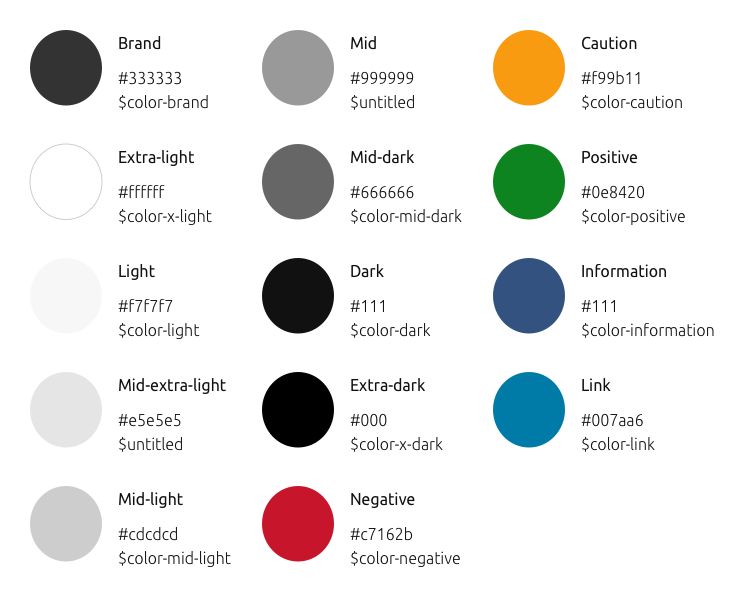 Brand
#333333
$color-brand
Extra-light
#ffffff
$color-x-light
Light
#f7f7f7
$color-light
Mid-extra-light
#e5e5e5
$untitled
Mid-light
#cdcdcd
$color-mid-light
Mid
#999999
$untitled
Mid-dark
#666666
$color-mid-dark
Dark
#111
$color-dark
Extra-dark
#000
$color-x-dark
Negative
#c7162b
$color-negative
Caution
#f99b11
$color-caution
Positive
#0e8420
$color-positive
Information
#111
$color-information
Link
#007aa6
$color-link